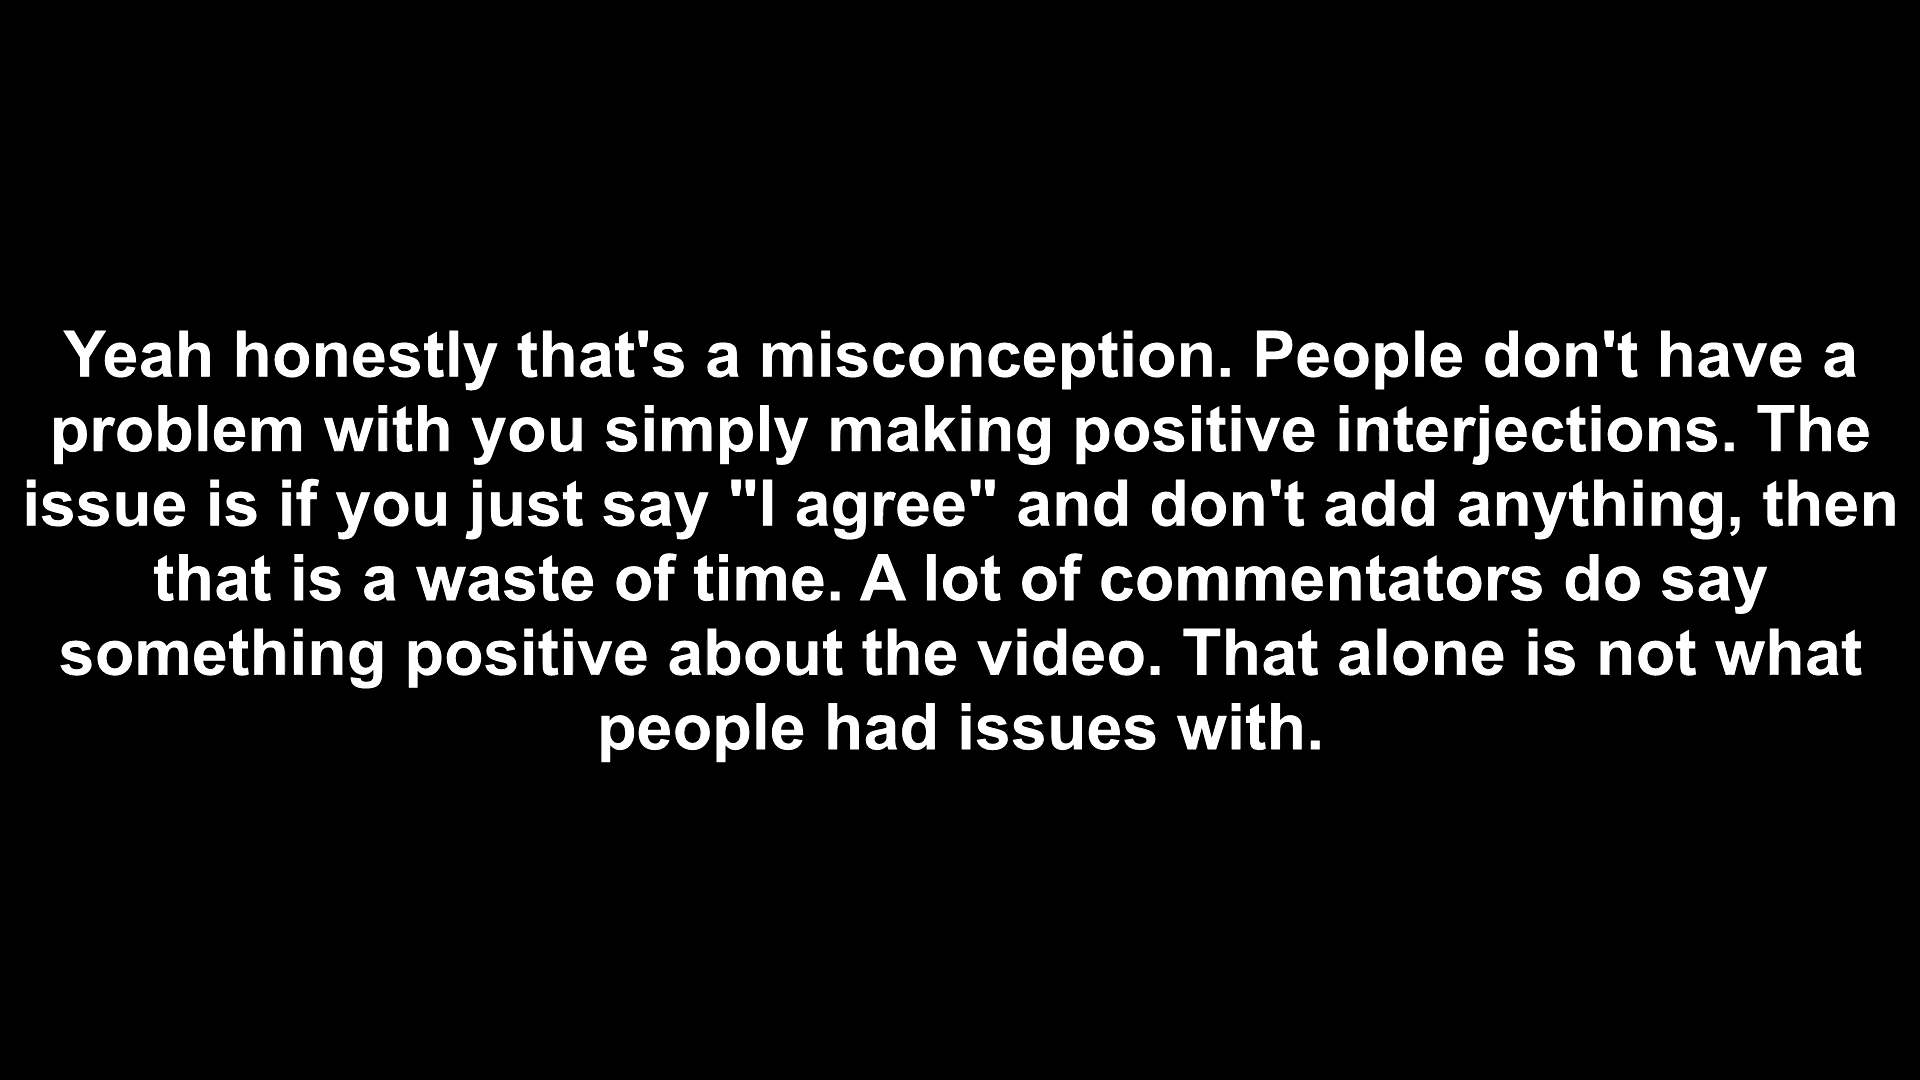 Yeah honestly that's a misconception. People don't have a
problem with you simply making positive interjections. The
issue is if you just say "I agree" and don't add anything, then
that is a waste of time. A lot of commentators do say
something positive about the video. That alone is not what
people had issues with.